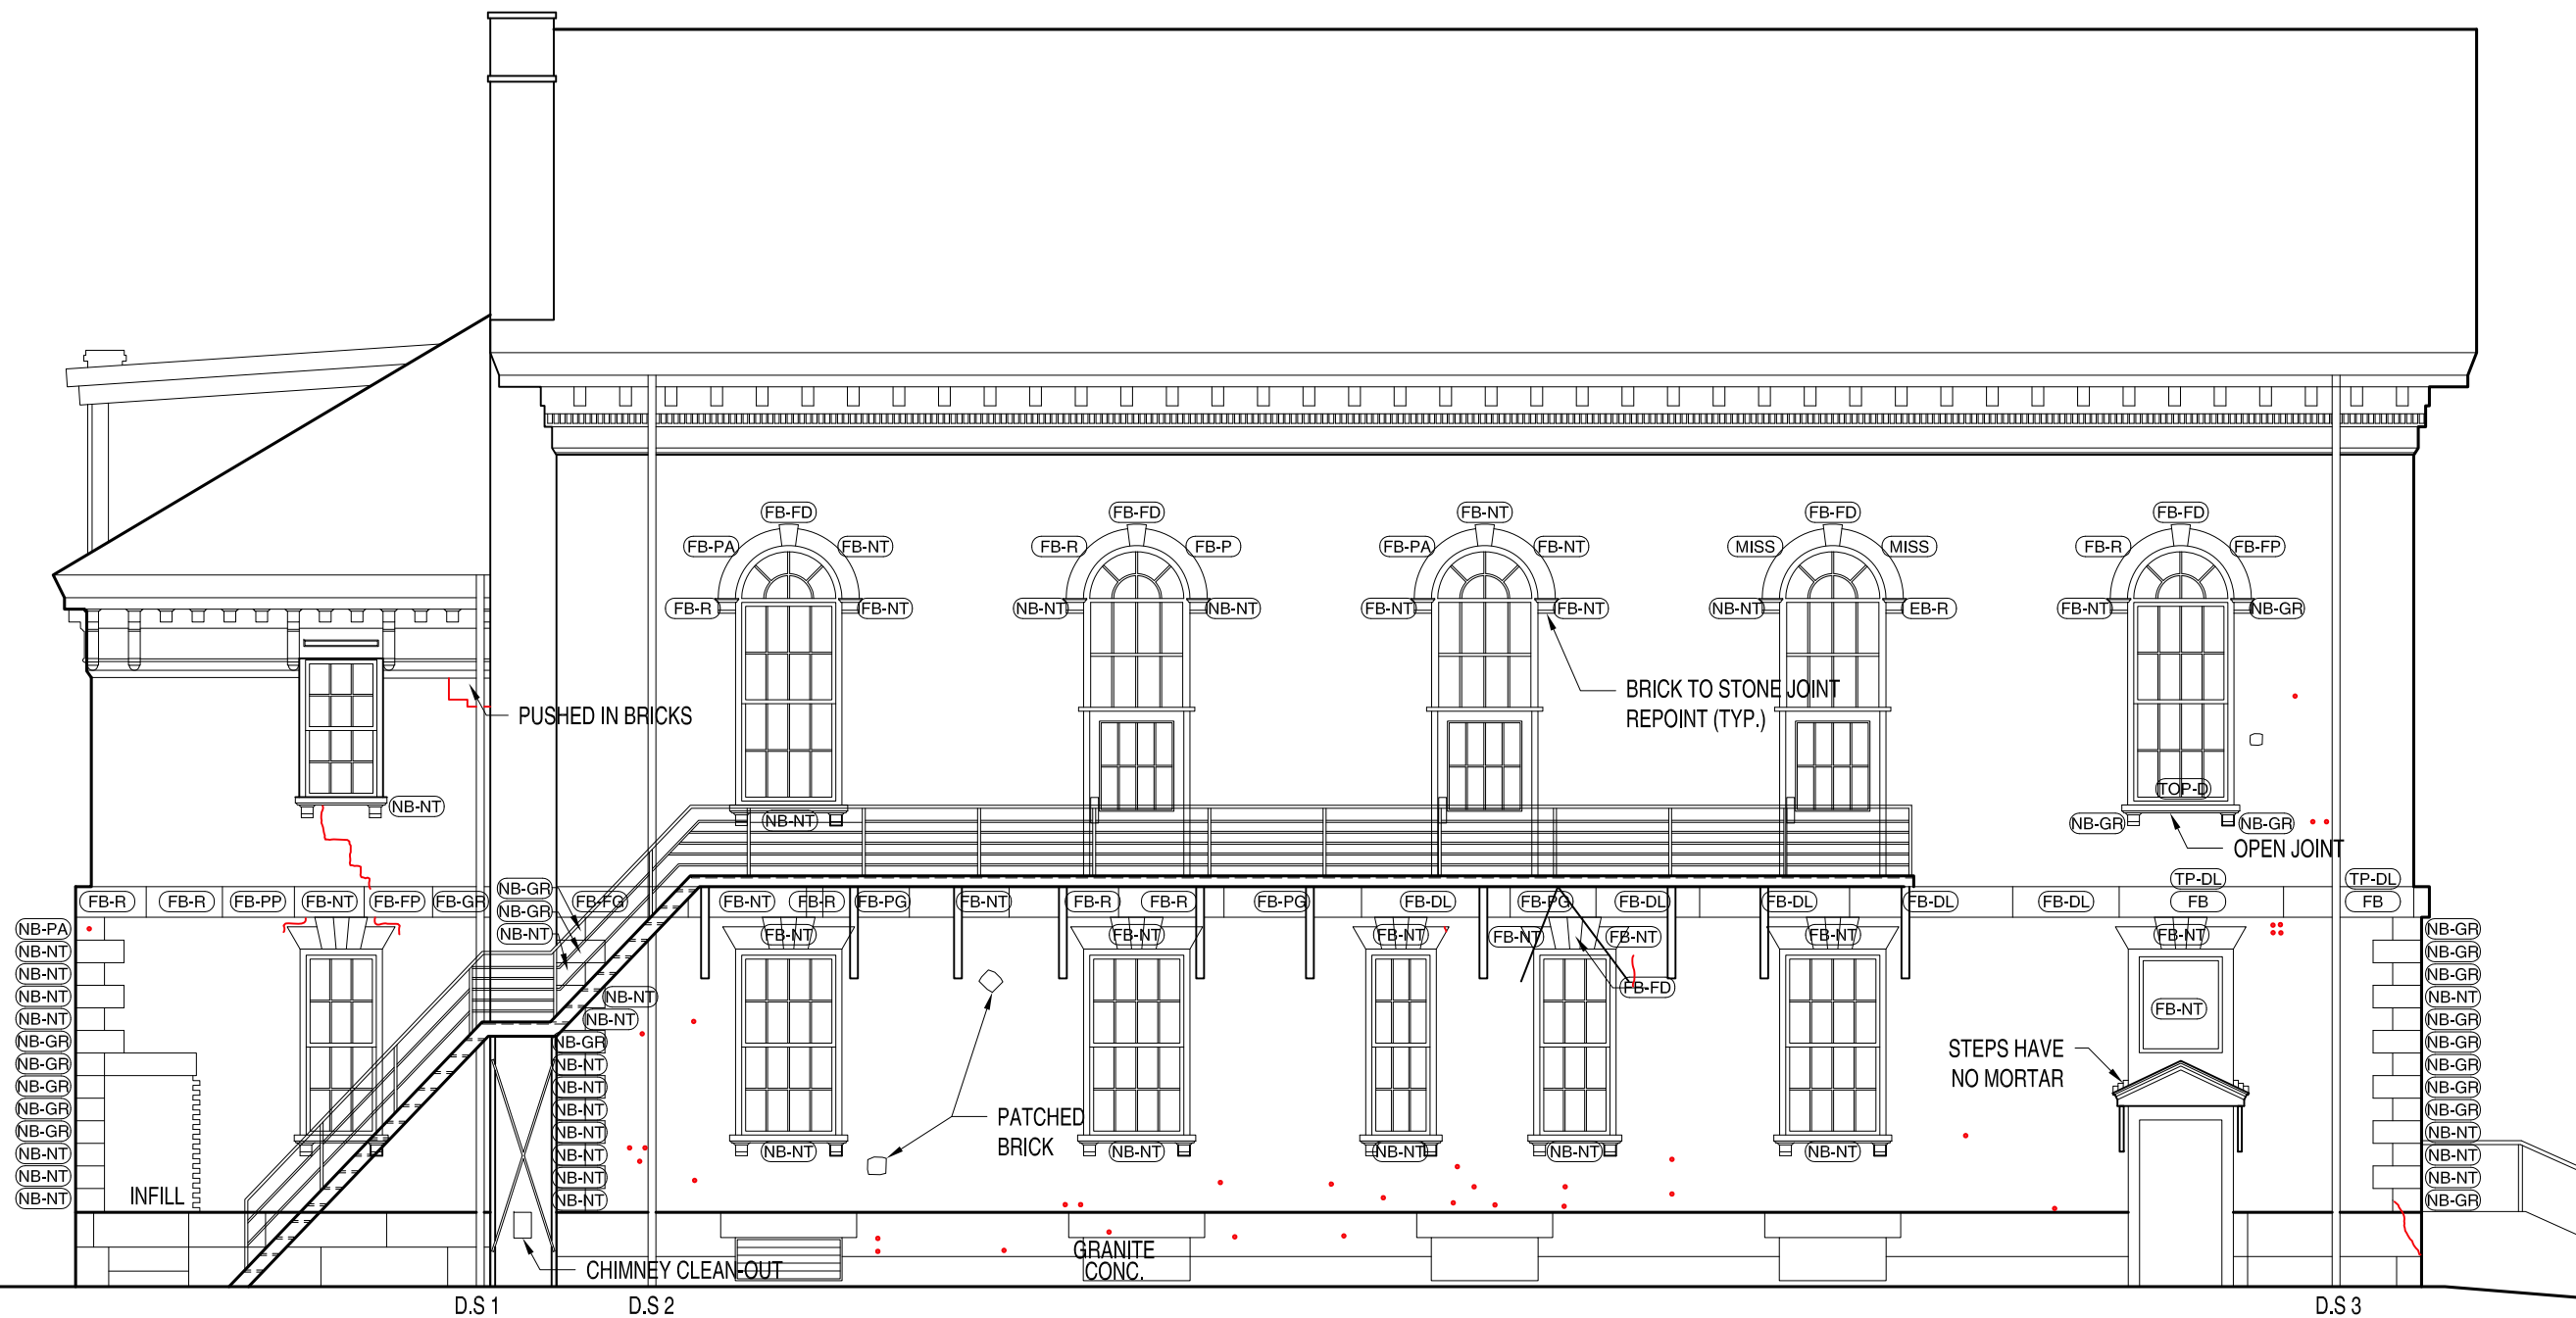 FB-FD FB-FD FB-NT FB-FD FB-FD
FB-PA FB-NT FB-R FB-P FB-PA FB-NT MISS MISS FB-R FB-FP
FB-R FB-NT NB-NT NB-NT FB-NT FB-NT NB-NT EB-R FB-NT NB-GR
BRICK TO STONE JOINT
REPOINT (TYP.)
PUSHED IN BRICKS
TOP-D
NB-NT NB-NT NB-GR NB-GR
OPEN JOINT
TP-DL TP-DL
FB-R FB-R FB-PP FB-NT FB-FP FB-GR FB-FG FB-NT FB-R FB-PG FB-NT FB-R FB-R FB-PG FB-DL FB-PG FB-DL FB-DL FB-DL FB-DL FB FB
NB-GR
NB-GR
NB-NT
FB-NT FB-NT FB-NT FB-NT FB-NT FB-NT FB-NT
FB-FD
FB-NT
NB-PA
NB-NT
NB-NT
NB-NT
NB-NT
NB-GR
NB-GR
NB-GR
NB-GR
NB-GR
NB-NT
NB-NT
NB-NT
NB-NT
NB-NT
NB-GR
NB-NT
NB-NT
NB-NT
NB-NT
NB-NT
NB-NT
NB-NT
NB-GR
NB-GR
NB-GR
NB-NT
NB-GR
NB-GR
NB-GR
NB-GR
NB-GR
NB-NT
NB-NT
NB-NT
NB-GR
STEPS HAVE
NO MORTAR
PATCHED
BRICK
NB-NT NB-NT NB-NT NB-NT NB-NT
INFILL
GRANITE
CONC.
CHIMNEY CLEAN-OUT
D.S 1 D.S 2 D.S 3